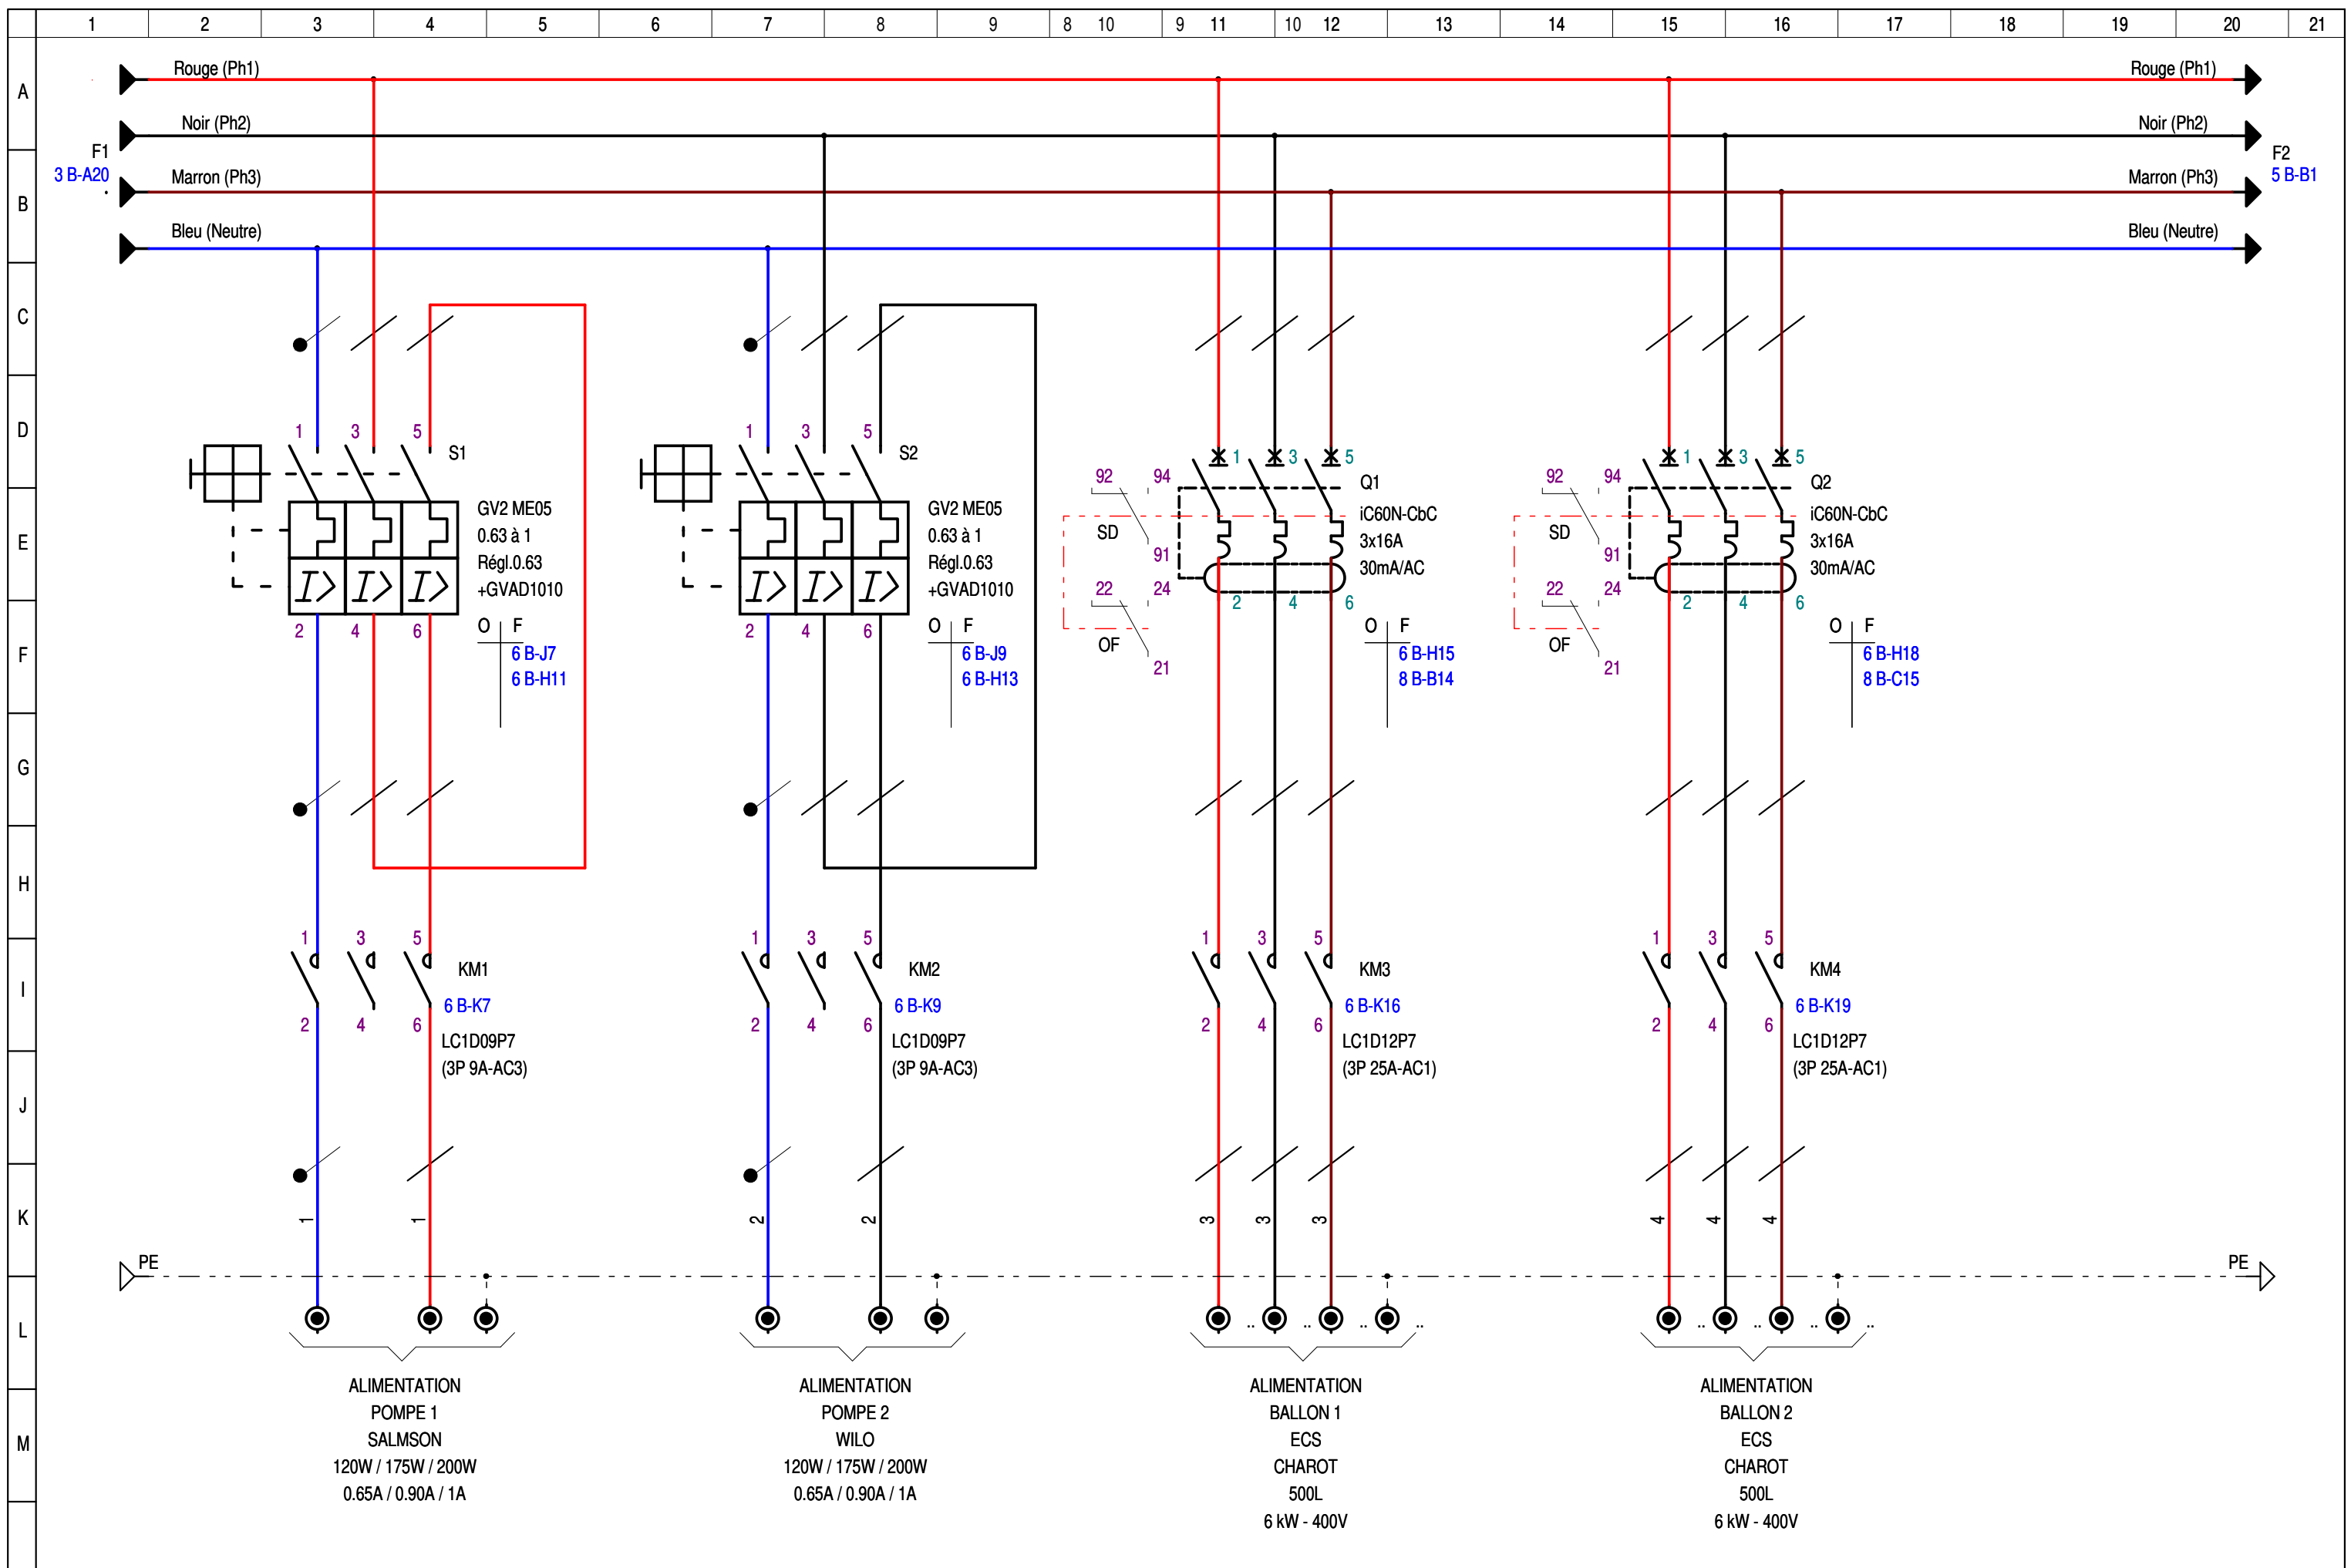 1 2 3 4 5 6 7 8 9 8 10 9 11 10 12 13 14 15 16 17 18 19 20 21
A
Rouge (Ph1) Rouge (Ph1)
Noir (Ph2) Noir (Ph2)
F1 F2
3 B-A20 5 B-B1
Marron (Ph3) Marron (Ph3)
B
Bleu (Neutre) Bleu (Neutre)
C
D
1 3 5 S1
1 3 5 S2
92 94 1 3 5 Q1
92 94 1 3 5 Q2
E
GV2 ME05
0.63 à 1
Régl.0.63
+GVAD1010
GV2 ME05
0.63 à 1
Régl.0.63
+GVAD1010
SD
91
22 24
iC60N-CbC
3x16A
30mA/AC
SD
91
22 24
iC60N-CbC
3x16A
30mA/AC
F
2 4 6
O F
6 B-J7
6 B-H11
2 4 6
O F
6 B-J9
6 B-H13
OF
21
2 4 6
O F
6 B-H15
8 B-B14
OF
21
2 4 6
O F
6 B-H18
8 B-C15
G
H
1 3 5 1 3 5 1 3 5 1 3 5
I
KM1 KM2 KM3 KM4
6 B-K7 6 B-K9 6 B-K16 6 B-K19
2 4 6 2 4 6 2 4 6 2 4 6
LC1D09P7 LC1D09P7 LC1D12P7 LC1D12P7
(3P 9A-AC3) (3P 9A-AC3) (3P 25A-AC1) (3P 25A-AC1)
J
K
1 1 2 2 3 3 3 4 4 4
PE PE
L
.. .. .. .. .. .. .. ..
M
ALIMENTATION
POMPE 1
SALMSON
120W / 175W / 200W
0.65A / 0.90A / 1A
ALIMENTATION
POMPE 2
WILO
120W / 175W / 200W
0.65A / 0.90A / 1A
ALIMENTATION
BALLON 1
ECS
CHAROT
500L
6 kW - 400V
ALIMENTATION
BALLON 2
ECS
CHAROT
500L
6 kW - 400V